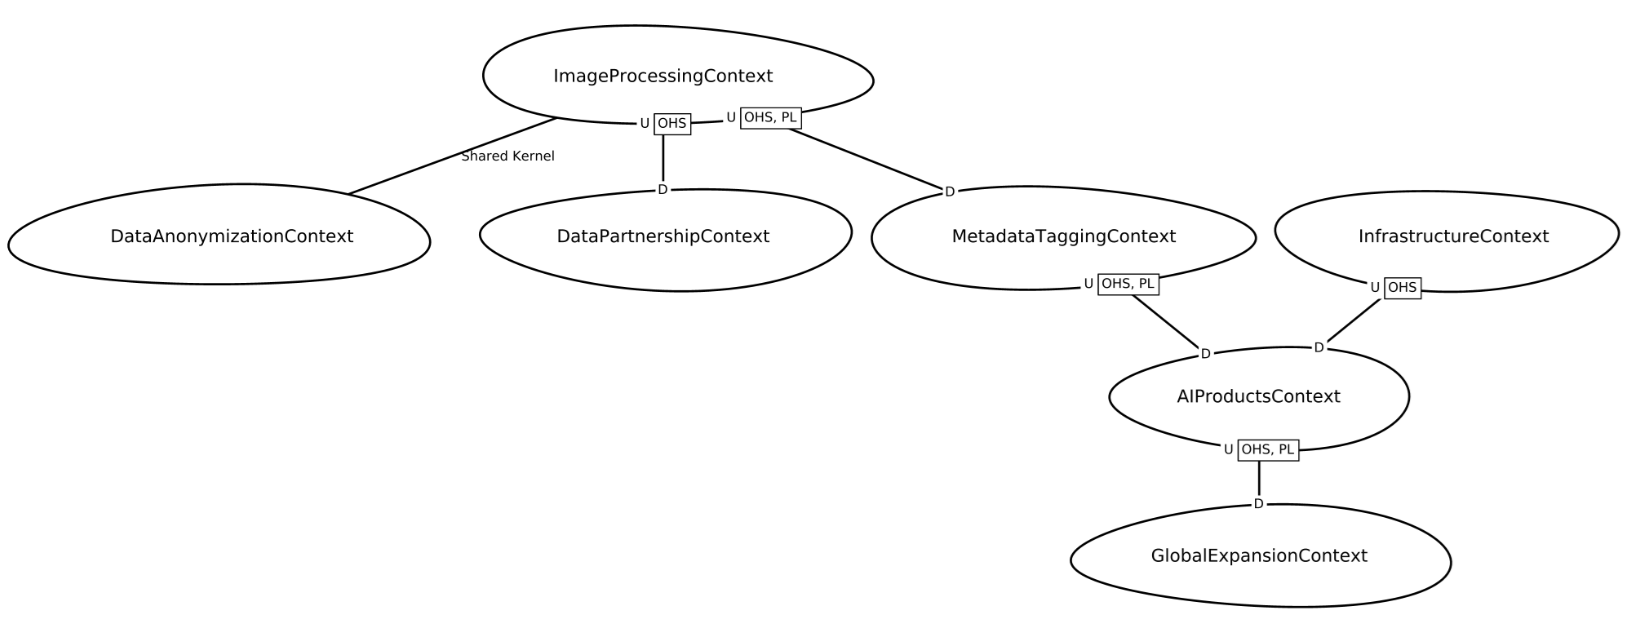 ImageProcessingContext
U OHS
U OHS, PL
Shared Kernel
D
D
DataAnonymizationContext
DataPartnershipContext
MetadataTaggingContext
InfrastructureContext
U OHS, PL
U OHS
D
D
AIProductsContext
U OHS, PL
D
GlobalExpansionContext